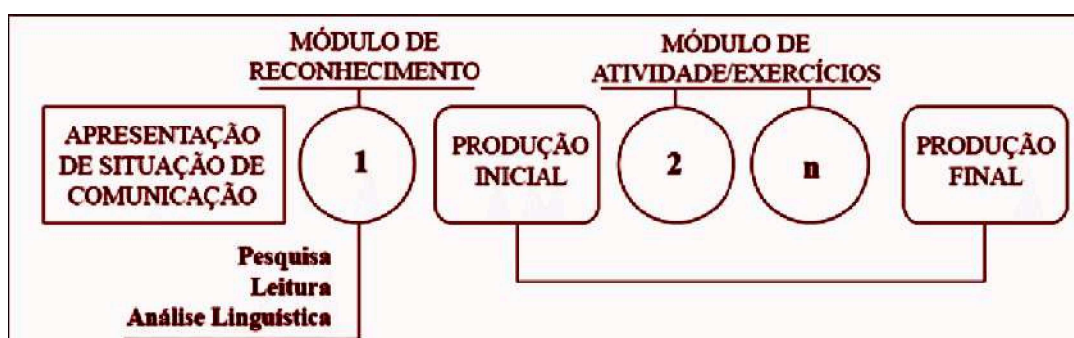 MÓDULO DE
RECONHECIMENTO
MÓDULO DE
ATIVIDADE/EXERCÍCIOS
APRESENTAÇÃO
DE SITUAÇÃO DE
COMUNICAÇÃO
1
PRODUÇÃO
INICIAL
2
n
PRODUÇÃO
FINAL
Pesquisa
Leitura
Análise Linguística